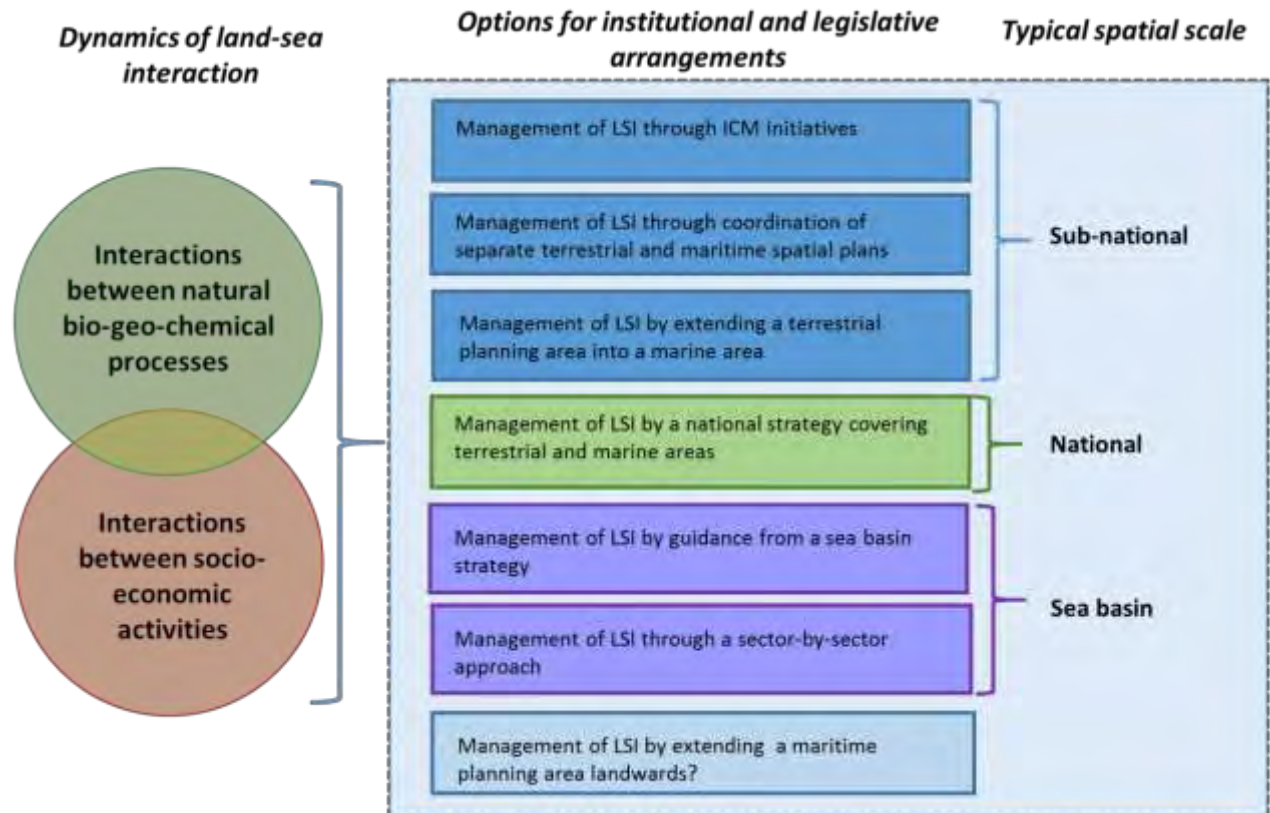 Dynamics of land-sea
interaction
Options for institutional and legislative
arrangements
Typical spatial scale
Interactions
between natural
bio-geo-chemical
processes
Interactions
between socio-
economic
activities
Management of LSI through ICM initiatives
Management of LSI through coordination of
separate terrestrial and maritime spatial plans
Management of LSI by extending a terrestrial
planning area into a marine area
Sub-national
Management of LSI by a national strategy covering
terrestrial and marine areas
National
Management of LSI by guidance from a sea basin
strategy
Management of LSI through a sector-by-sector
approach
Sea basin
Management of LSI by extending a maritime
planning area landwards?